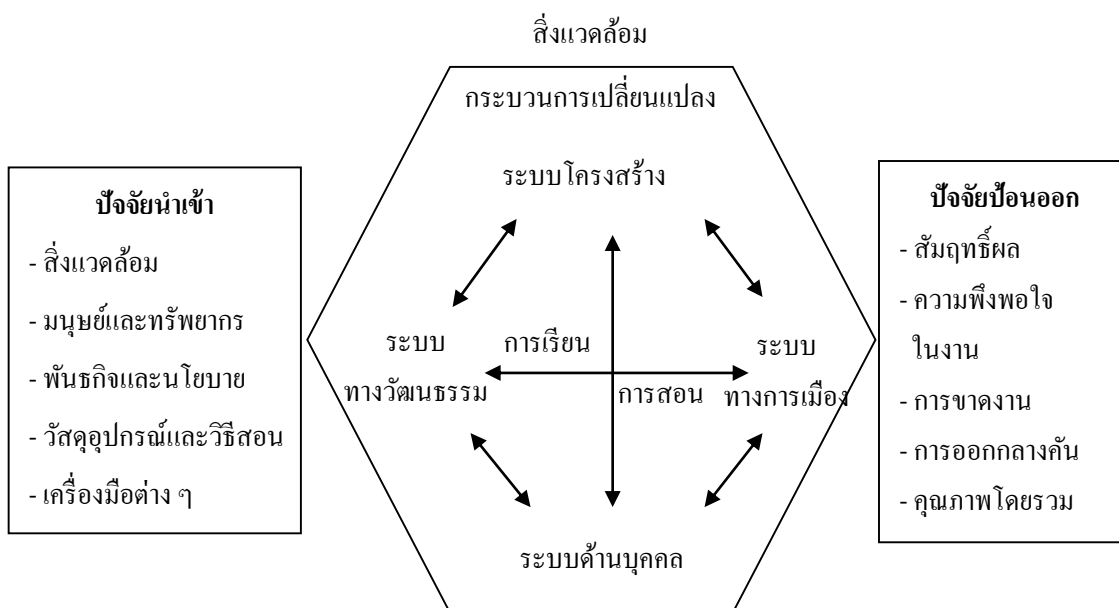 สิ่งแวดล้อม
กระบวนการเปลี่ยนแปลง
ระบบโครงสร้าง
ปัจจัยนำเข้า
- สิ่งแวดล้อม
- มนุษย์และทรัพยากร
- พันธกิจและนโยบาย
- วัสดุอุปกรณ์และวิธีสอน
- เครื่องมือต่าง ๆ
ระบบ
ทางวัฒนธรรม
การเรียน
การสอน
ระบบ
ทางการเมือง
ระบบด้านบุคคล
ปัจจัยป้อนออก
- สัมฤทธิ์ผล
- ความพึงพอใจ
ในงาน
- การขาดงาน
- การออกกลางคัน
- คุณภาพโดยรวม